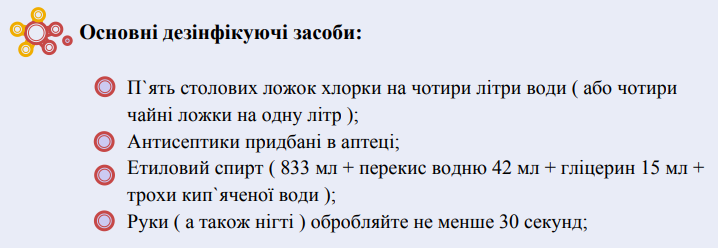 Основні дезінфікуючі засоби:
П`ять столових ложок хлорки на чотири літри води ( або чотири
чайні ложки на одну літр );
Антисептики придбані в аптеці;
Етиловий спирт ( 833 мл + перекис водню 42 мл + гліцерин 15 мл +
трохи кип`яченої води );
Руки ( а також нігті ) обробляйте не менше 30 секунд;